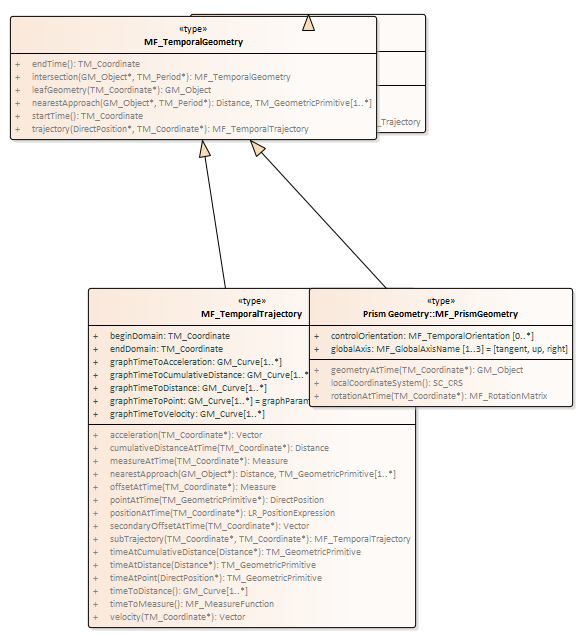 «type»
MF_TemporalGeometry
+ endTime(): TM_Coordinate
+ intersection(GM_Object*, TM_Period*): MF_TemporalGeometry
+ leafGeometry(TM_Coordinate*): GM_Object
+ nearestApproach(GM_Object*, TM_Period*): Distance, TM_GeometricPrimitive[1..*]
+ startTime(): TM_Coordinate
+ trajectory(DirectPosition*, TM_Coordinate*): MF_TemporalTrajectory
_Trajectory
«type»
MF_TemporalTrajectory
+ beginDomain: TM_Coordinate
+ endDomain: TM_Coordinate
+ graphTimeToAcceleration: GM_Curve[1..*]
+ graphTimeToCumulativeDistance: GM_Curve[1..*
+ graphTimeToDistance: GM_Curve[1..*]
+ graphTimeToPoint: GM_Curve[1..*] = graphParam
+ graphTimeToVelocity: GM_Curve[1..*]
+ acceleration(TM_Coordinate*): Vector
+ cumulativeDistanceAtTime(TM_Coordinate*): Distance
+ measureAtTime(TM_Coordinate*): Measure
+ nearestApproach(GM_Object*): Distance, TM_GeometricPrimitive[1..*]
+ offsetAtTime(TM_Coordinate*): Measure
+ pointAtTime(TM_GeometricPrimitive*): DirectPosition
+ positionAtTime(TM_Coordinate*): LR_PositionExpression
+ secondaryOffsetAtTime(TM_Coordinate*): Vector
+ subTrajectory(TM_Coordinate*, TM_Coordinate*): MF_TemporalTrajectory
+ timeAtCumulativeDistance(Distance*): TM_GeometricPrimitive
+ timeAtDistance(Distance*): TM_GeometricPrimitive
+ timeAtPoint(DirectPosition*): TM_GeometricPrimitive
+ timeToDistance(): GM_Curve[1..*]
+ timeToMeasure(): MF_MeasureFunction
+ velocity(TM_Coordinate*): Vector
«type»
Prism Geometry::MF_PrismGeometry
+ controlOrientation: MF_TemporalOrientation [0..*]
+ globalAxis: MF_GlobalAxisName [1..3] = [tangent, up, right]
+ geometryAtTime(TM_Coordinate*): GM_Object
+ localCoordinateSystem(): SC_CRS
+ rotationAtTime(TM_Coordinate*): MF_RotationMatrix